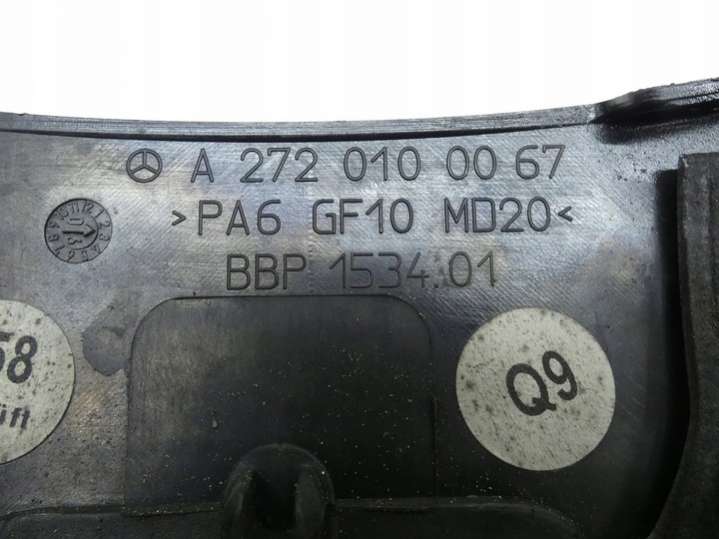 A 272 010 00 67
>PA6 GF10 MD20<
BBP 1534.01
58
Q9